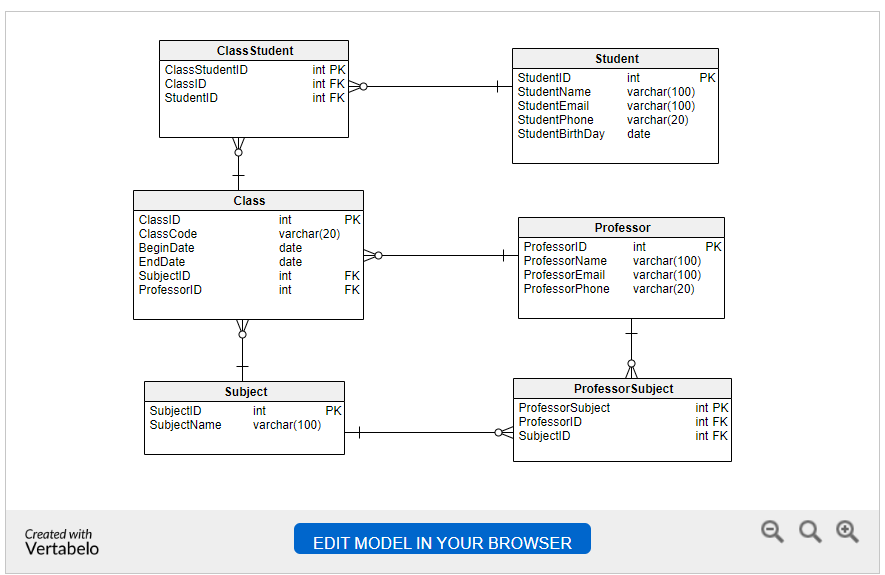 ClassStudent
ClassStudentID int PK
ClassID int FK
StudentID int FK
Student
StudentID int PK
StudentName varchar(100)
StudentEmail varchar(100)
StudentPhone varchar(20)
StudentBirthDay date
Class
ClassID int PK
ClassCode varchar(20)
BeginDate date
EndDate date
SubjectID int FK
ProfessorID int FK
Professor
ProfessorID int PK
ProfessorName varchar(100)
ProfessorEmail varchar(100)
ProfessorPhone varchar(20)
Subject
SubjectID int PK
SubjectName varchar(100)
ProfessorSubject
ProfessorSubject int PK
ProfessorID int FK
SubjectID int FK
Created with
Vertabelo
EDIT MODEL IN YOUR BROWSER